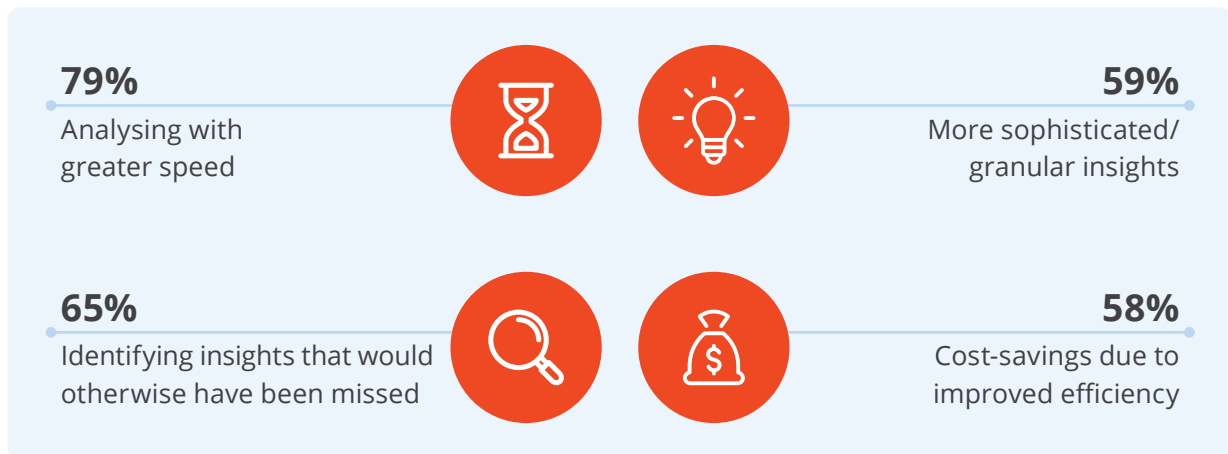 79%
Analysing with
greater speed
59%
More sophisticated/
granular insights
65%
Identifying insights that would
otherwise have been missed
$
58%
Cost-savings due to
improved efficiency